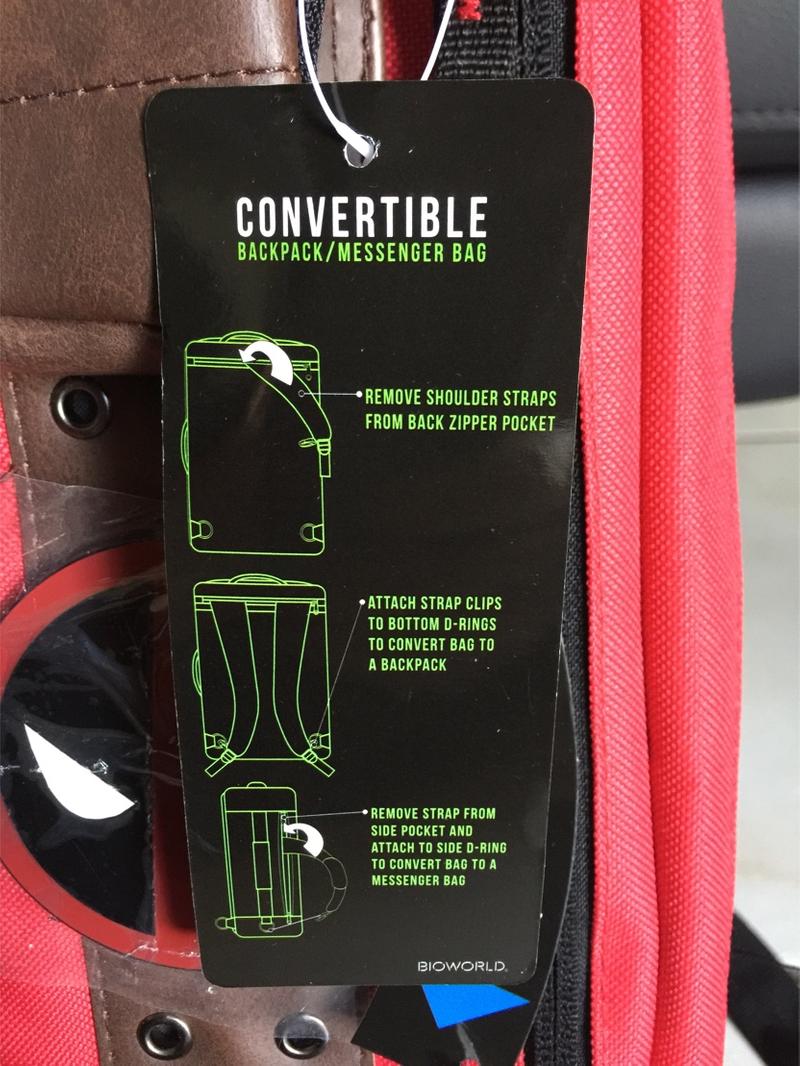 CONVERTIBLE
BACKPACK/MESSENGER BAG
REMOVE SHOULDER STRAPS
FROM BACK ZIPPER POCKET
ATTACH STRAP CLIPS
TO BOTTOM D-RINGS
TO CONVERT BAG TO
A BACKPACK
REMOVE STRAP FROM
SIDE POCKET AND
ATTACH TO SIDE D-RING
TO CONVERT BAG TO A
MESSENGER BAG
BIOWORLD